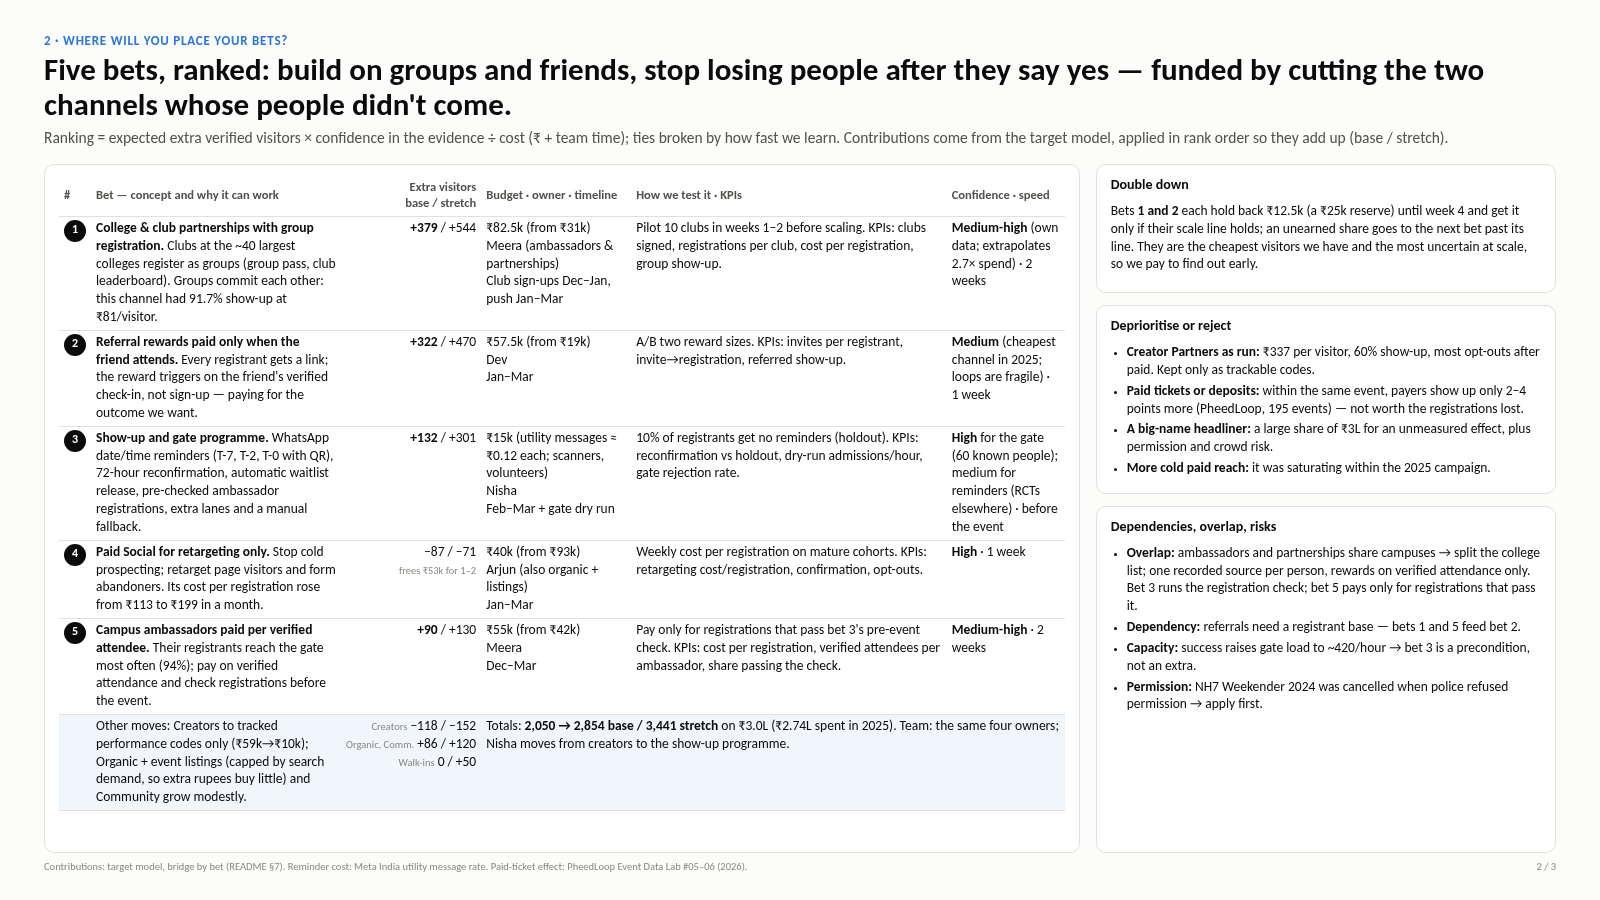 2 · WHERE WILL YOU PLACE YOUR BETS?
Five bets, ranked: build on groups and friends, stop losing people after they say yes — funded by cutting the two
channels whose people didn't come.
Ranking = expected extra verified visitors × confidence in the evidence ÷ cost (₹ + team time); ties broken by how fast we learn. Contributions come from the target model, applied in rank order so they add up (base / stretch).
#
Bet — concept and why it can work
Extra visitors
base / stretch
Budget · owner · timeline
How we test it · KPIs
Confidence · speed
1
College & club partnerships with group
registration. Clubs at the ~40 largest
colleges register as groups (group pass, club
leaderboard). Groups commit each other:
this channel had 91.7% show-up at
₹81/visitor.
+379 / +544
₹82.5k (from ₹31k)
Meera (ambassadors &
partnerships)
Club sign-ups Dec–Jan,
push Jan–Mar
Pilot 10 clubs in weeks 1–2 before scaling. KPIs: clubs
signed, registrations per club, cost per registration,
group show-up.
Medium-high (own
data; extrapolates
2.7× spend) · 2
weeks
2
Referral rewards paid only when the
friend attends. Every registrant gets a link;
the reward triggers on the friend's verified
check-in, not sign-up — paying for the
outcome we want.
+322 / +470
₹57.5k (from ₹19k)
Dev
Jan–Mar
A/B two reward sizes. KPIs: invites per registrant,
invite→registration, referred show-up.
Medium (cheapest
channel in 2025;
loops are fragile) ·
1 week
3
Show-up and gate programme. WhatsApp
date/time reminders (T-7, T-2, T-0 with QR),
72-hour reconfirmation, automatic waitlist
release, pre-checked ambassador
registrations, extra lanes and a manual
fallback.
+132 / +301
₹15k (utility messages ≈
₹0.12 each; scanners,
volunteers)
Nisha
Feb–Mar + gate dry run
10% of registrants get no reminders (holdout). KPIs:
reconfirmation vs holdout, dry-run admissions/hour,
gate rejection rate.
High for the gate
(60 known people);
medium for
reminders (RCTs
elsewhere) · before
the event
4
Paid Social for retargeting only. Stop cold
prospecting; retarget page visitors and form
abandoners. Its cost per registration rose
from ₹113 to ₹199 in a month.
−87 / −71
frees ₹53k for 1–2
₹40k (from ₹93k)
Arjun (also organic +
listings)
Jan–Mar
Weekly cost per registration on mature cohorts. KPIs:
retargeting cost/registration, confirmation, opt-outs.
High · 1 week
5
Campus ambassadors paid per verified
attendee. Their registrants reach the gate
most often (94%); pay on verified
attendance and check registrations before
the event.
+90 / +130
₹55k (from ₹42k)
Meera
Dec–Mar
Pay only for registrations that pass bet 3's pre-event
check. KPIs: cost per registration, verified attendees per
ambassador, share passing the check.
Medium-high · 2
weeks
Other moves: Creators to tracked
performance codes only (₹59k→₹10k);
Organic + event listings (capped by search
demand, so extra rupees buy little) and
Community grow modestly.
Creators −118 / −152
Organic, Comm. +86 / +120
Walk-ins 0 / +50
Totals: 2,050 → 2,854 base / 3,441 stretch on ₹3.0L (₹2.74L spent in 2025). Team: the same four owners;
Nisha moves from creators to the show-up programme.
Double down
Bets 1 and 2 each hold back ₹12.5k (a ₹25k reserve) until week 4 and get it
only if their scale line holds; an unearned share goes to the next bet past its
line. They are the cheapest visitors we have and the most uncertain at scale,
so we pay to find out early.
Deprioritise or reject
• Creator Partners as run: ₹337 per visitor, 60% show-up, most opt-outs after
paid. Kept only as trackable codes.
• Paid tickets or deposits: within the same event, payers show up only 2–4
points more (PheedLoop, 195 events) — not worth the registrations lost.
• A big-name headliner: a large share of ₹3L for an unmeasured effect, plus
permission and crowd risk.
• More cold paid reach: it was saturating within the 2025 campaign.
Dependencies, overlap, risks
• Overlap: ambassadors and partnerships share campuses → split the college
list; one recorded source per person, rewards on verified attendance only.
Bet 3 runs the registration check; bet 5 pays only for registrations that pass
it.
• Dependency: referrals need a registrant base — bets 1 and 5 feed bet 2.
• Capacity: success raises gate load to ~420/hour → bet 3 is a precondition,
not an extra.
• Permission: NH7 Weekender 2024 was cancelled when police refused
permission → apply first.
Contributions: target model, bridge by bet (README §7). Reminder cost: Meta India utility message rate. Paid-ticket effect: PheedLoop Event Data Lab #05–06 (2026).
2 / 3